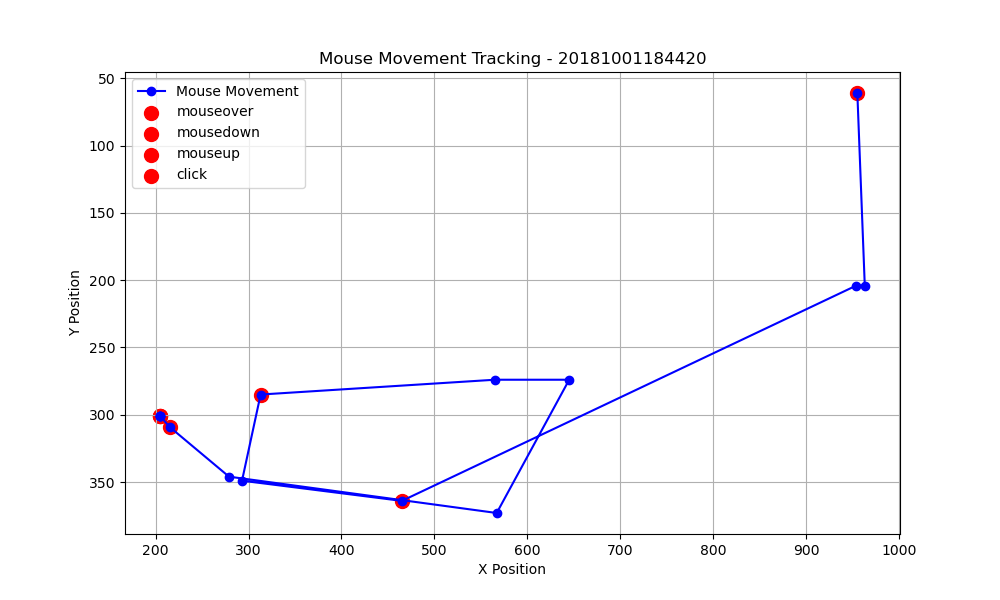 Mouse Movement Tracking - 20181001184420
Mouse Movement
mouseover
mousedown
mouseup
click
Y Position
50
100
150
200
250
300
350
200
300
400
500
600
700
800
900
1000
X Position